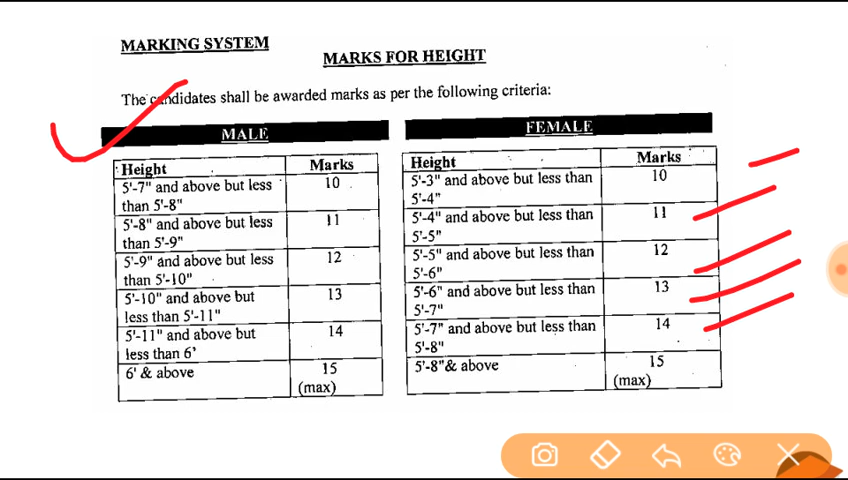 MARKING SYSTEM
MARKS FOR HEIGHT
The candidates shall be awarded marks as per the following criteria:
MALE
Height Marks
5'-7" and above but less 10
than 5'-8"
5'-8" and above but less 11
than 5'-9"
5'-9" and above but less 12
than 5'-10"
5'-10" and above but 13
less than 5'-11"
5'-11" and above but 14
less than 6'
6' & above 15
(max)
FEMALE
Height Marks
5'-3" and above but less than 10
5'-4"
5'-4" and above but less than 11
5'-5"
5'-5" and above but less than 12
5'-6"
5'-6" and above but less than 13
5'-7"
5'-7" and above but less than 14
5'-8"
5'-8"& above 15
(max)